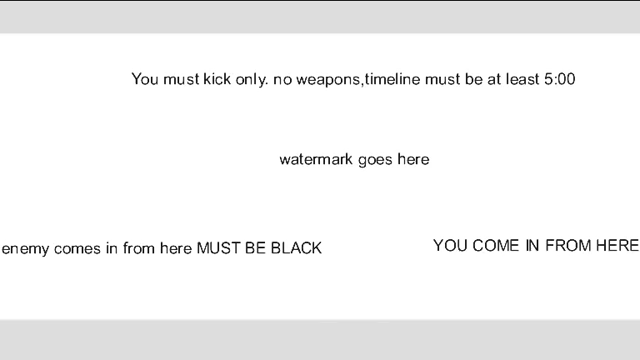 You must kick only. no weapons,timeline must be at least 5:00
watermark goes here
enemy comes in from here MUST BE BLACK
YOU COME IN FROM HERE